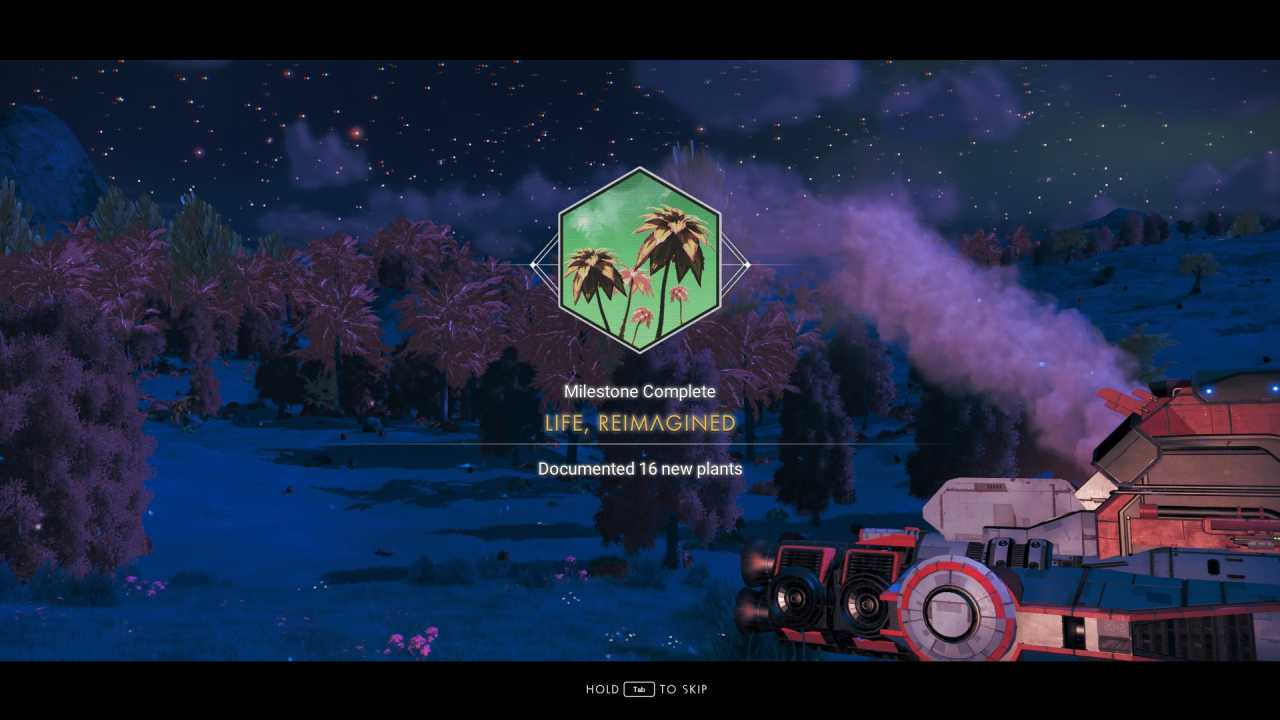 Milestone Complete
LIFE, REIMAGINED
Documented 16 new plants
HOLD Tab TO SKIP